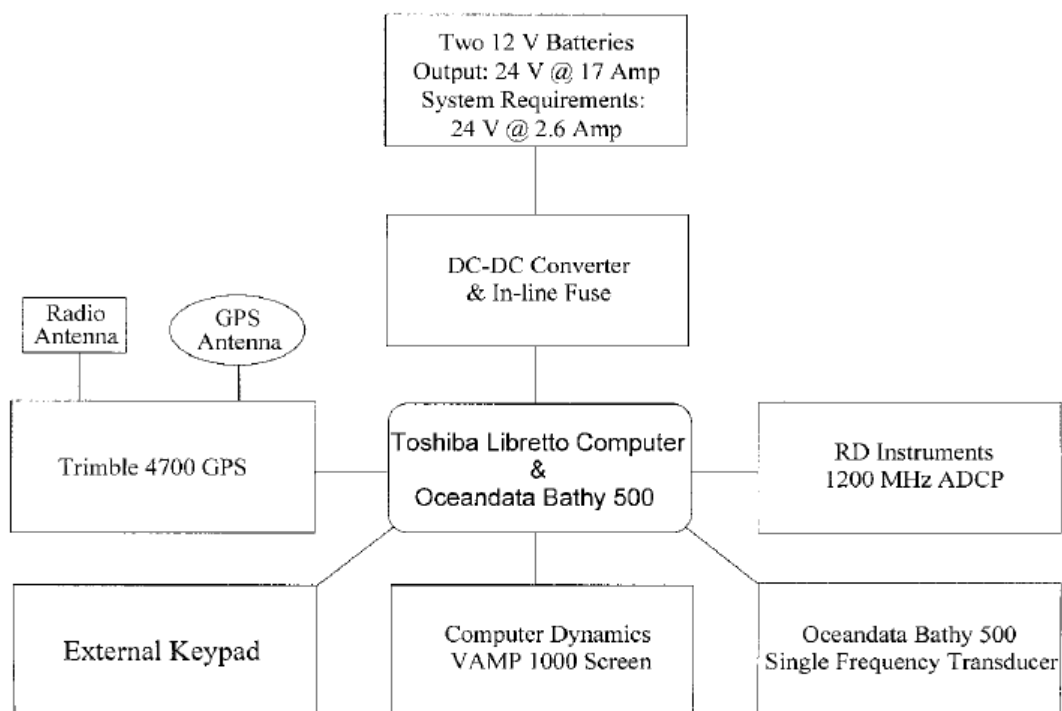 Two 12 V Batteries
Output: 24 V @ 17 Amp
System Requirements:
24 V @ 2.6 Amp
DC-DC Converter
& In-line Fuse
Radio
Antenna
GPS
Antenna
Trimble 4700 GPS
Toshiba Libretto Computer
&
Oceandata Bathy 500
RD Instruments
1200 MHz ADCP
External Keypad
Computer Dynamics
VAMP 1000 Screen
Oceandata Bathy 500
Single Frequency Transducer